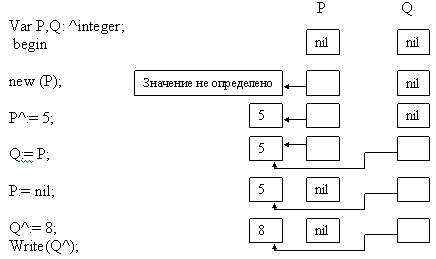 P Q
Var P,Q: ^integer;
begin nil nil
new (P); Значение не определено nil
P^:= 5; 5 nil
Q:= P; 5
P:= nil; 5 nil
Q^:= 8; 8 nil
Write(Q^);